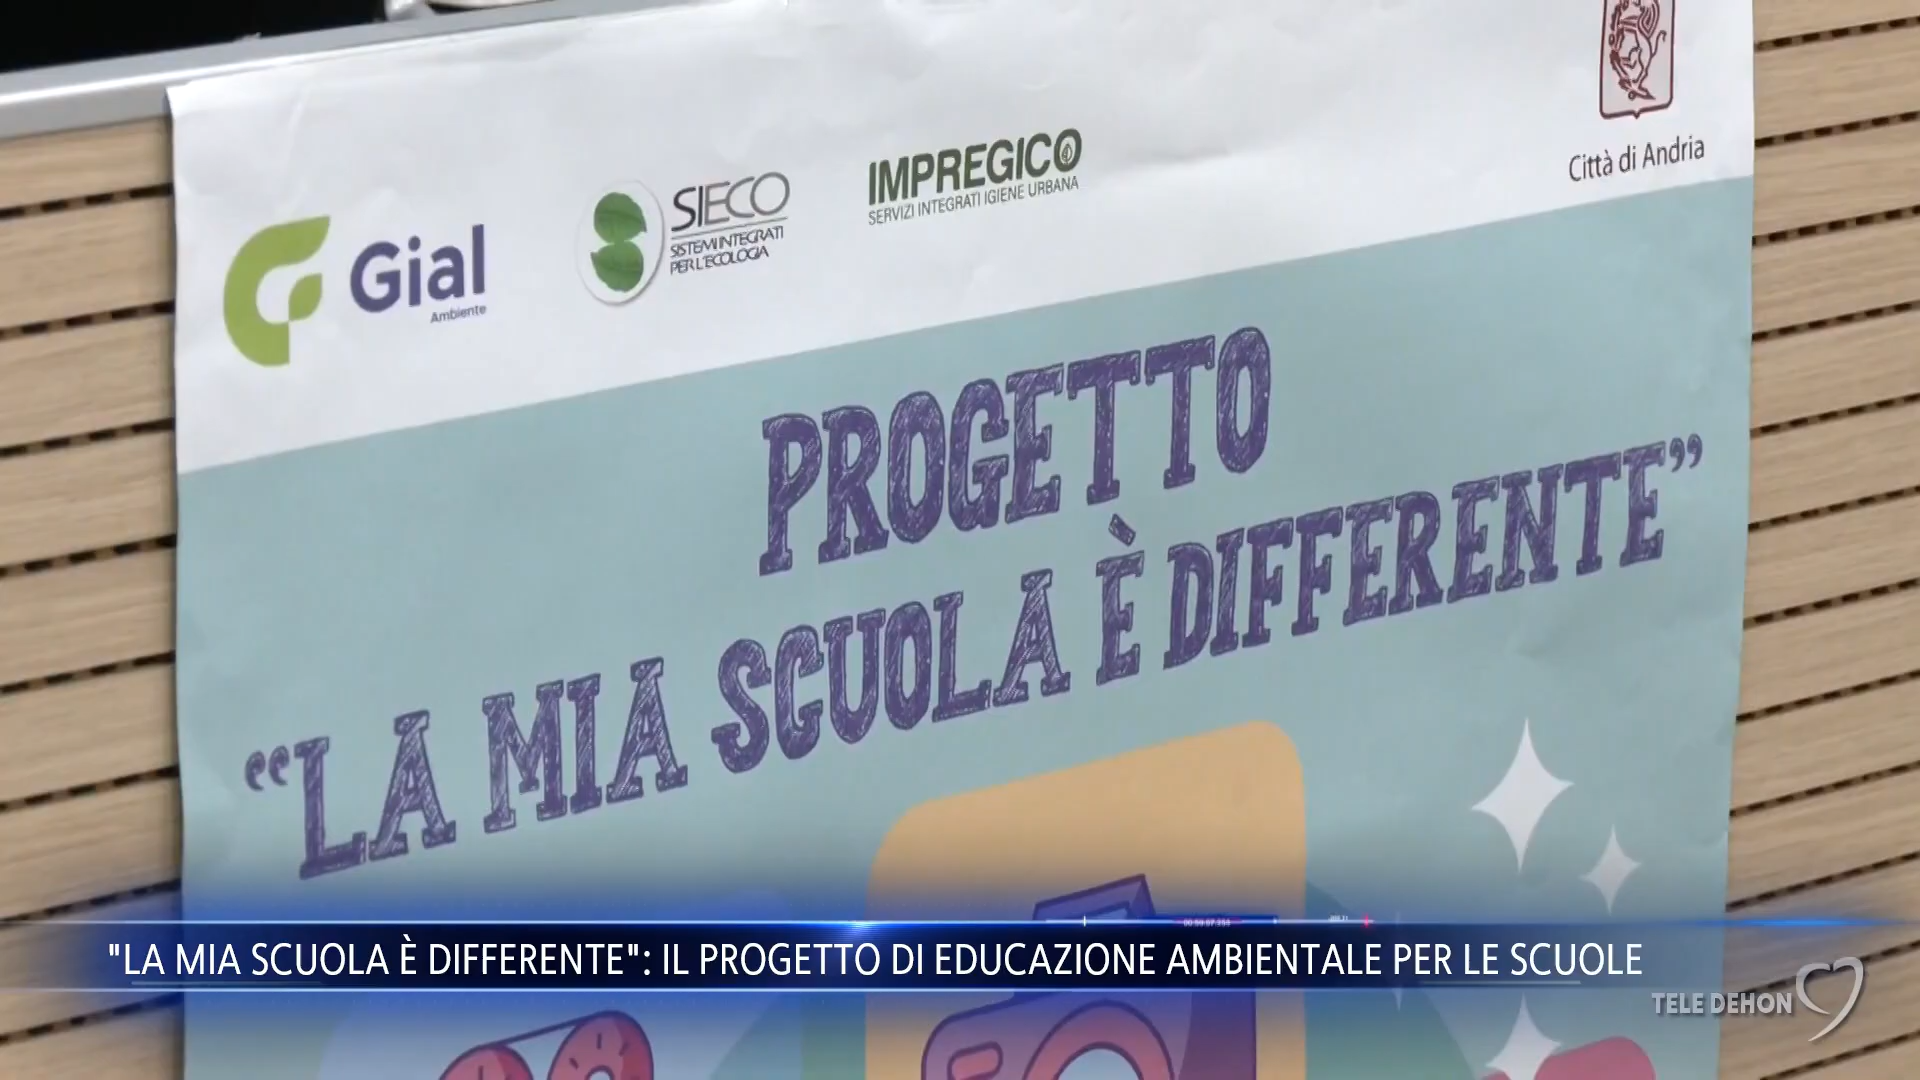 Città di Andria
IMPREGICO
SERVIZI INTEGRATI IGIENE URBANA
SIECO
SISTEMI INTEGRATI
PER L'ECOLOGIA
Gial
Ambiente
PROGETTO
“LA MIA SCUOLA È DIFFERENTE”
"LA MIA SCUOLA È DIFFERENTE": IL PROGETTO DI EDUCAZIONE AMBIENTALE PER LE SCUOLE
TELE DEHON